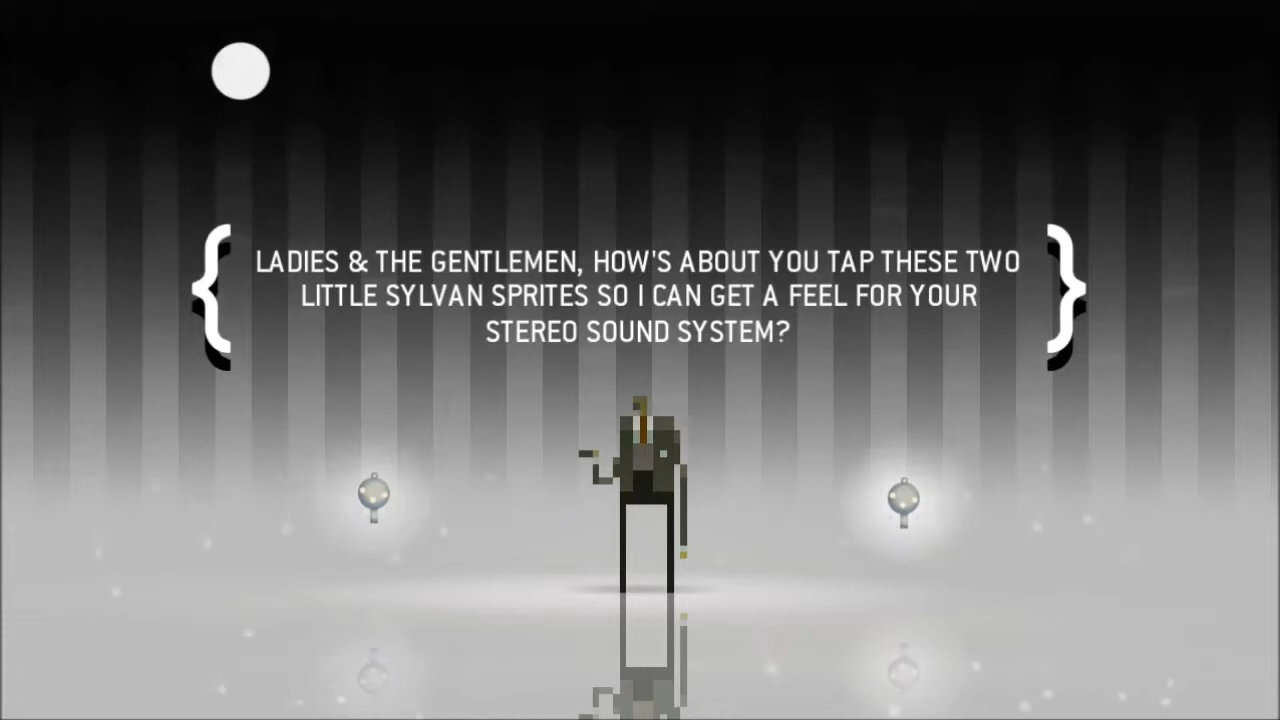 LADIES & THE GENTLEMEN, HOW'S ABOUT YOU TAP THESE TWO
LITTLE SYLVAN SPRITES SO I CAN GET A FEEL FOR YOUR
STEREO SOUND SYSTEM?